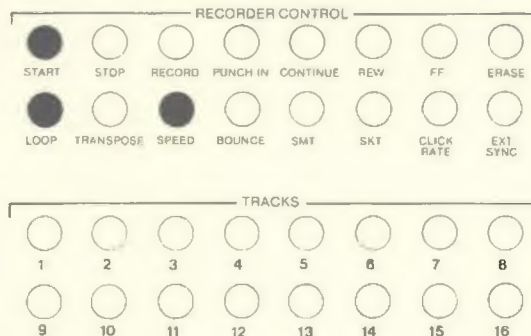 RECORDER CONTROL
START STOP RECORD PUNCH IN CONTINUE REW FF ERASE
LOOP TRANSPOSE SPEED BOUNCE SMT SKT CLICK RATE EXT SYNC
TRACKS
1 2 3 4 5 6 7 8
9 10 11 12 13 14 15 16